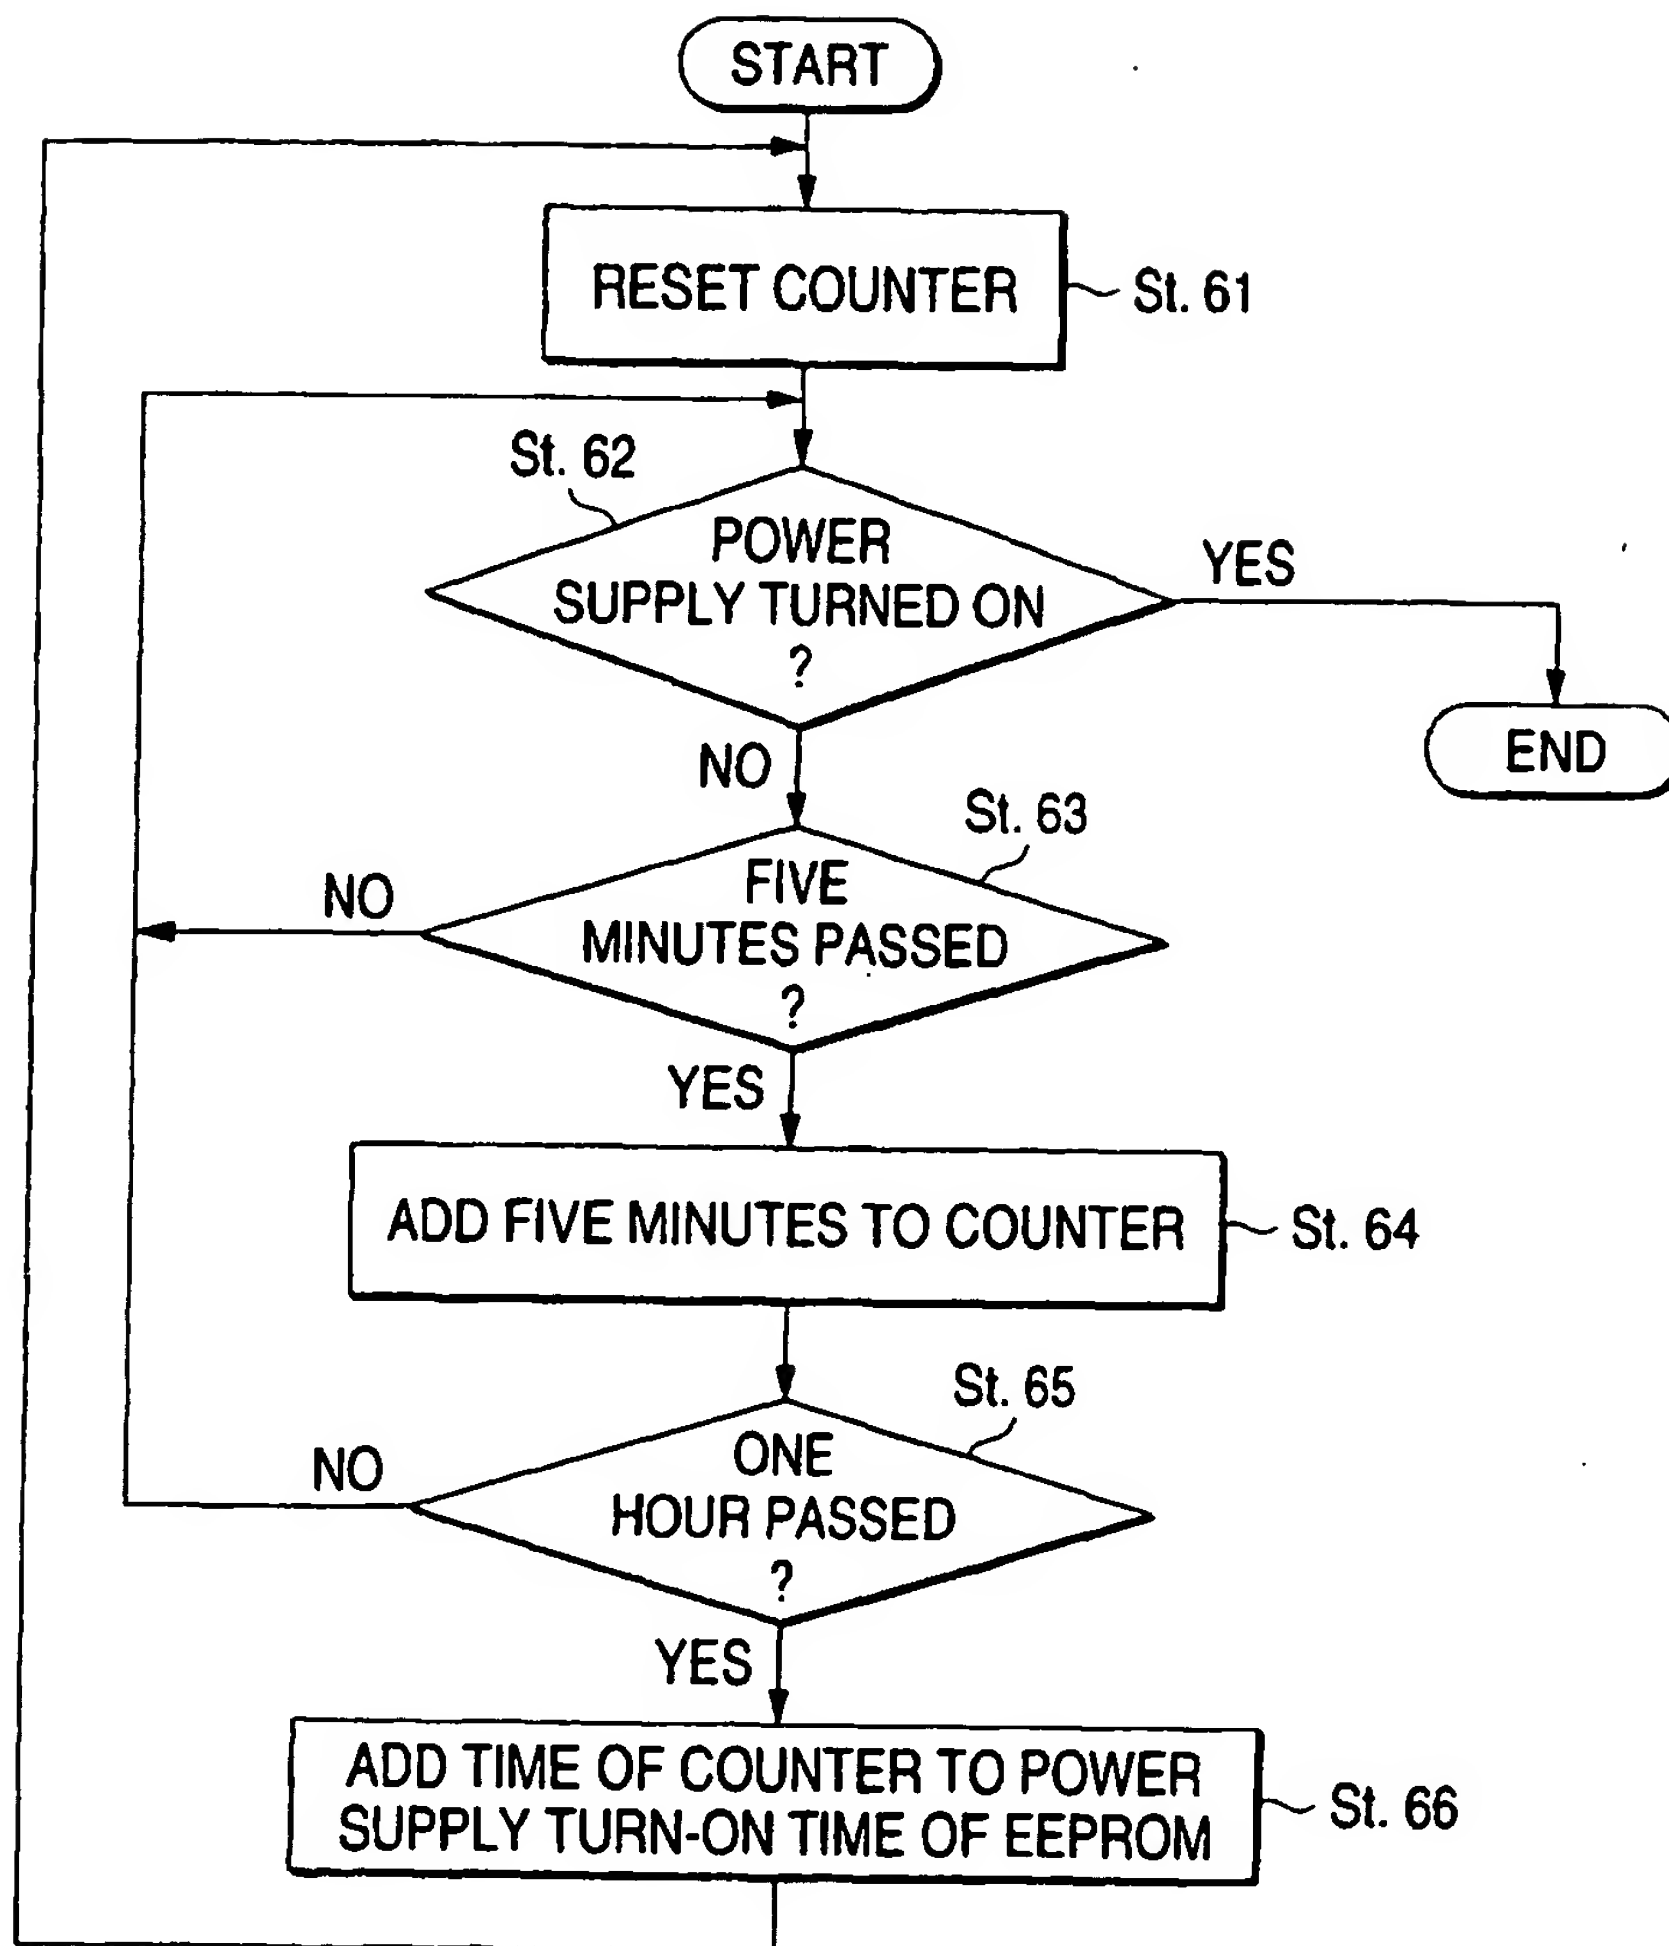 START
RESET COUNTER
St. 61
St. 62
POWER
SUPPLY TURNED ON
?
YES
END
NO
St. 63
FIVE
MINUTES PASSED
?
NO
YES
ADD FIVE MINUTES TO COUNTER
St. 64
St. 65
ONE
HOUR PASSED
?
NO
YES
ADD TIME OF COUNTER TO POWER
SUPPLY TURN-ON TIME OF EEPROM
St. 66